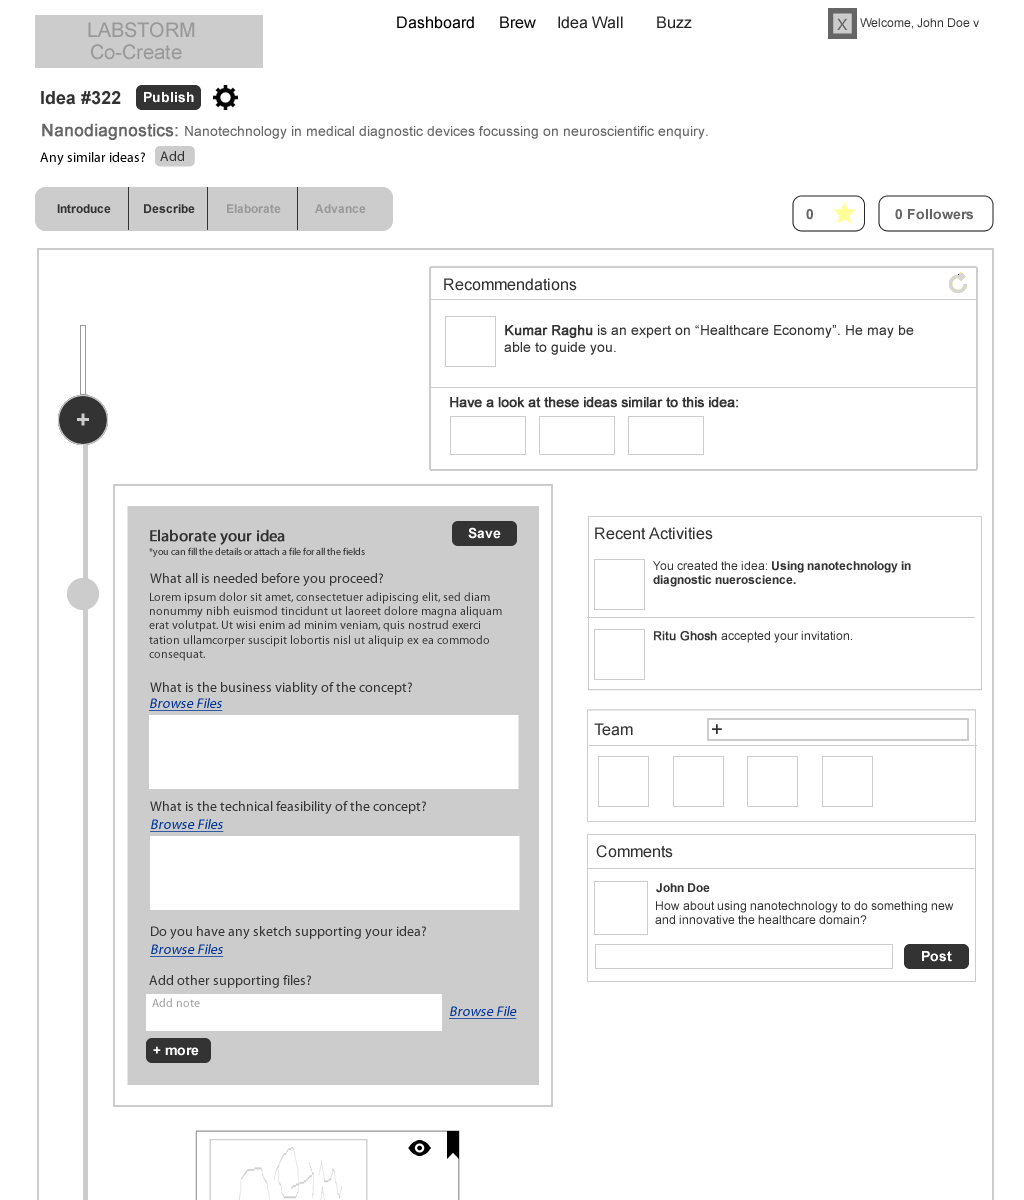 LABSTORM
Co-Create
Dashboard Brew Idea Wall Buzz
X Welcome, John Doe v
Idea #322 Publish
Nanodiagnostics: Nanotechnology in medical diagnostic devices focussing on neuroscientific enquiry.
Any similar ideas? Add
Introduce Describe Elaborate Advance
0 0 Followers
Recommendations
Kumar Raghu is an expert on “Healthcare Economy”. He may be
able to guide you.
Have a look at these ideas similar to this idea:
+
Elaborate your idea Save
*you can fill the details or attach a file for all the fields
What all is needed before you proceed?
Lorem ipsum dolor sit amet, consectetuer adipiscing elit, sed diam
nonummy nibh euismod tincidunt ut laoreet dolore magna aliquam
erat volutpat. Ut wisi enim ad minim veniam, quis nostrud exerci
tation ullamcorper suscipit lobortis nisl ut aliquip ex ea commodo
consequat.
What is the business viablity of the concept?
Browse Files
What is the technical feasibility of the concept?
Browse Files
Do you have any sketch supporting your idea?
Browse Files
Add other supporting files?
Add note Browse File
+ more
Recent Activities
You created the idea: Using nanotechnology in
diagnostic nueroscience.
Ritu Ghosh accepted your invitation.
Team +
Comments
John Doe
How about using nanotechnology to do something new
and innovative the healthcare domain?
Post